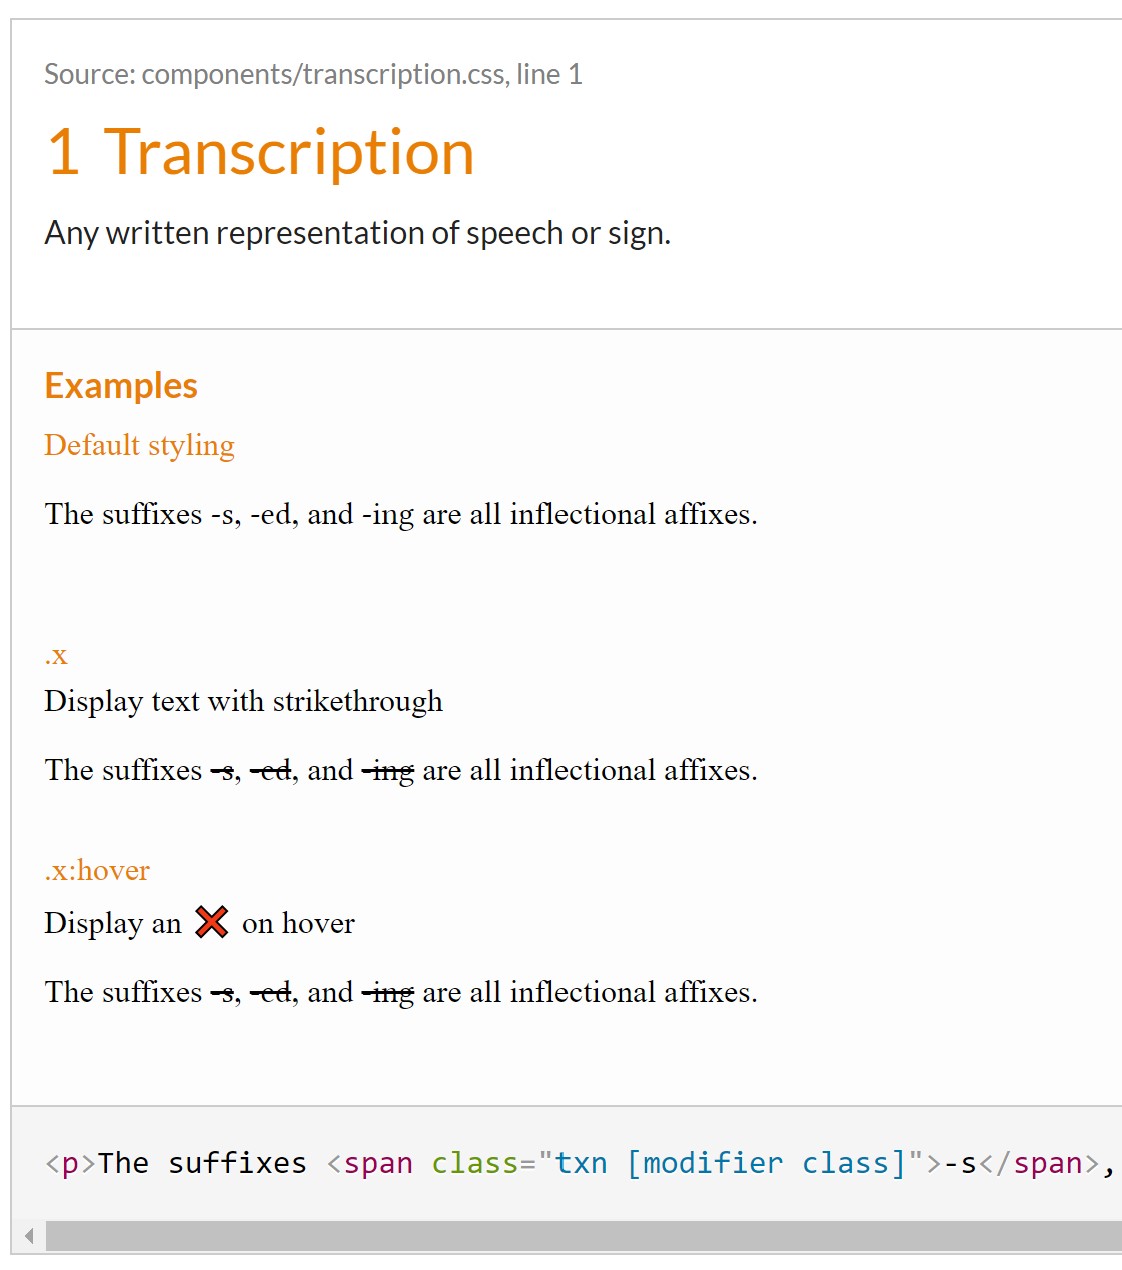 Source: components/transcription.css, line 1
1 Transcription
Any written representation of speech or sign.
Examples
Default styling
The suffixes -s, -ed, and -ing are all inflectional affixes.
.x
Display text with strikethrough
The suffixes -s, -ed, and -ing are all inflectional affixes.
.x:hover
Display an ❌ on hover
The suffixes -s, -ed, and -ing are all inflectional affixes.
<p>The suffixes <span class="txn [modifier class]">-s</span>,